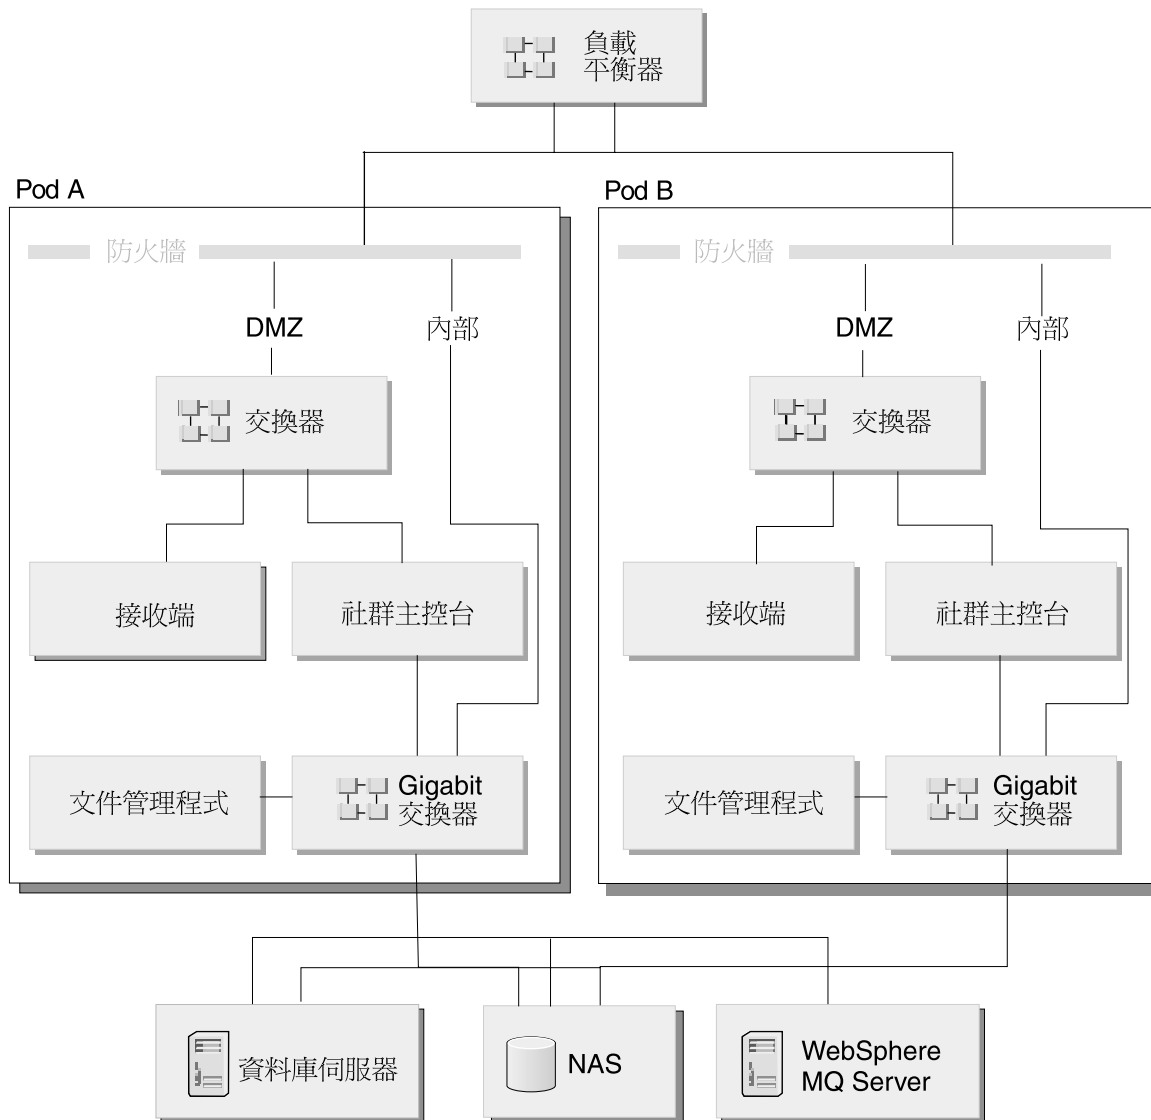 負載
平衡器
Pod A
Pod B
防火牆
防火牆
DMZ
內部
DMZ
內部
交換器
交換器
接收端
社群主控台
接收端
社群主控台
文件管理程式
Gigabit
交換器
文件管理程式
Gigabit
交換器
資料庫伺服器
NAS
WebSphere
MQ Server